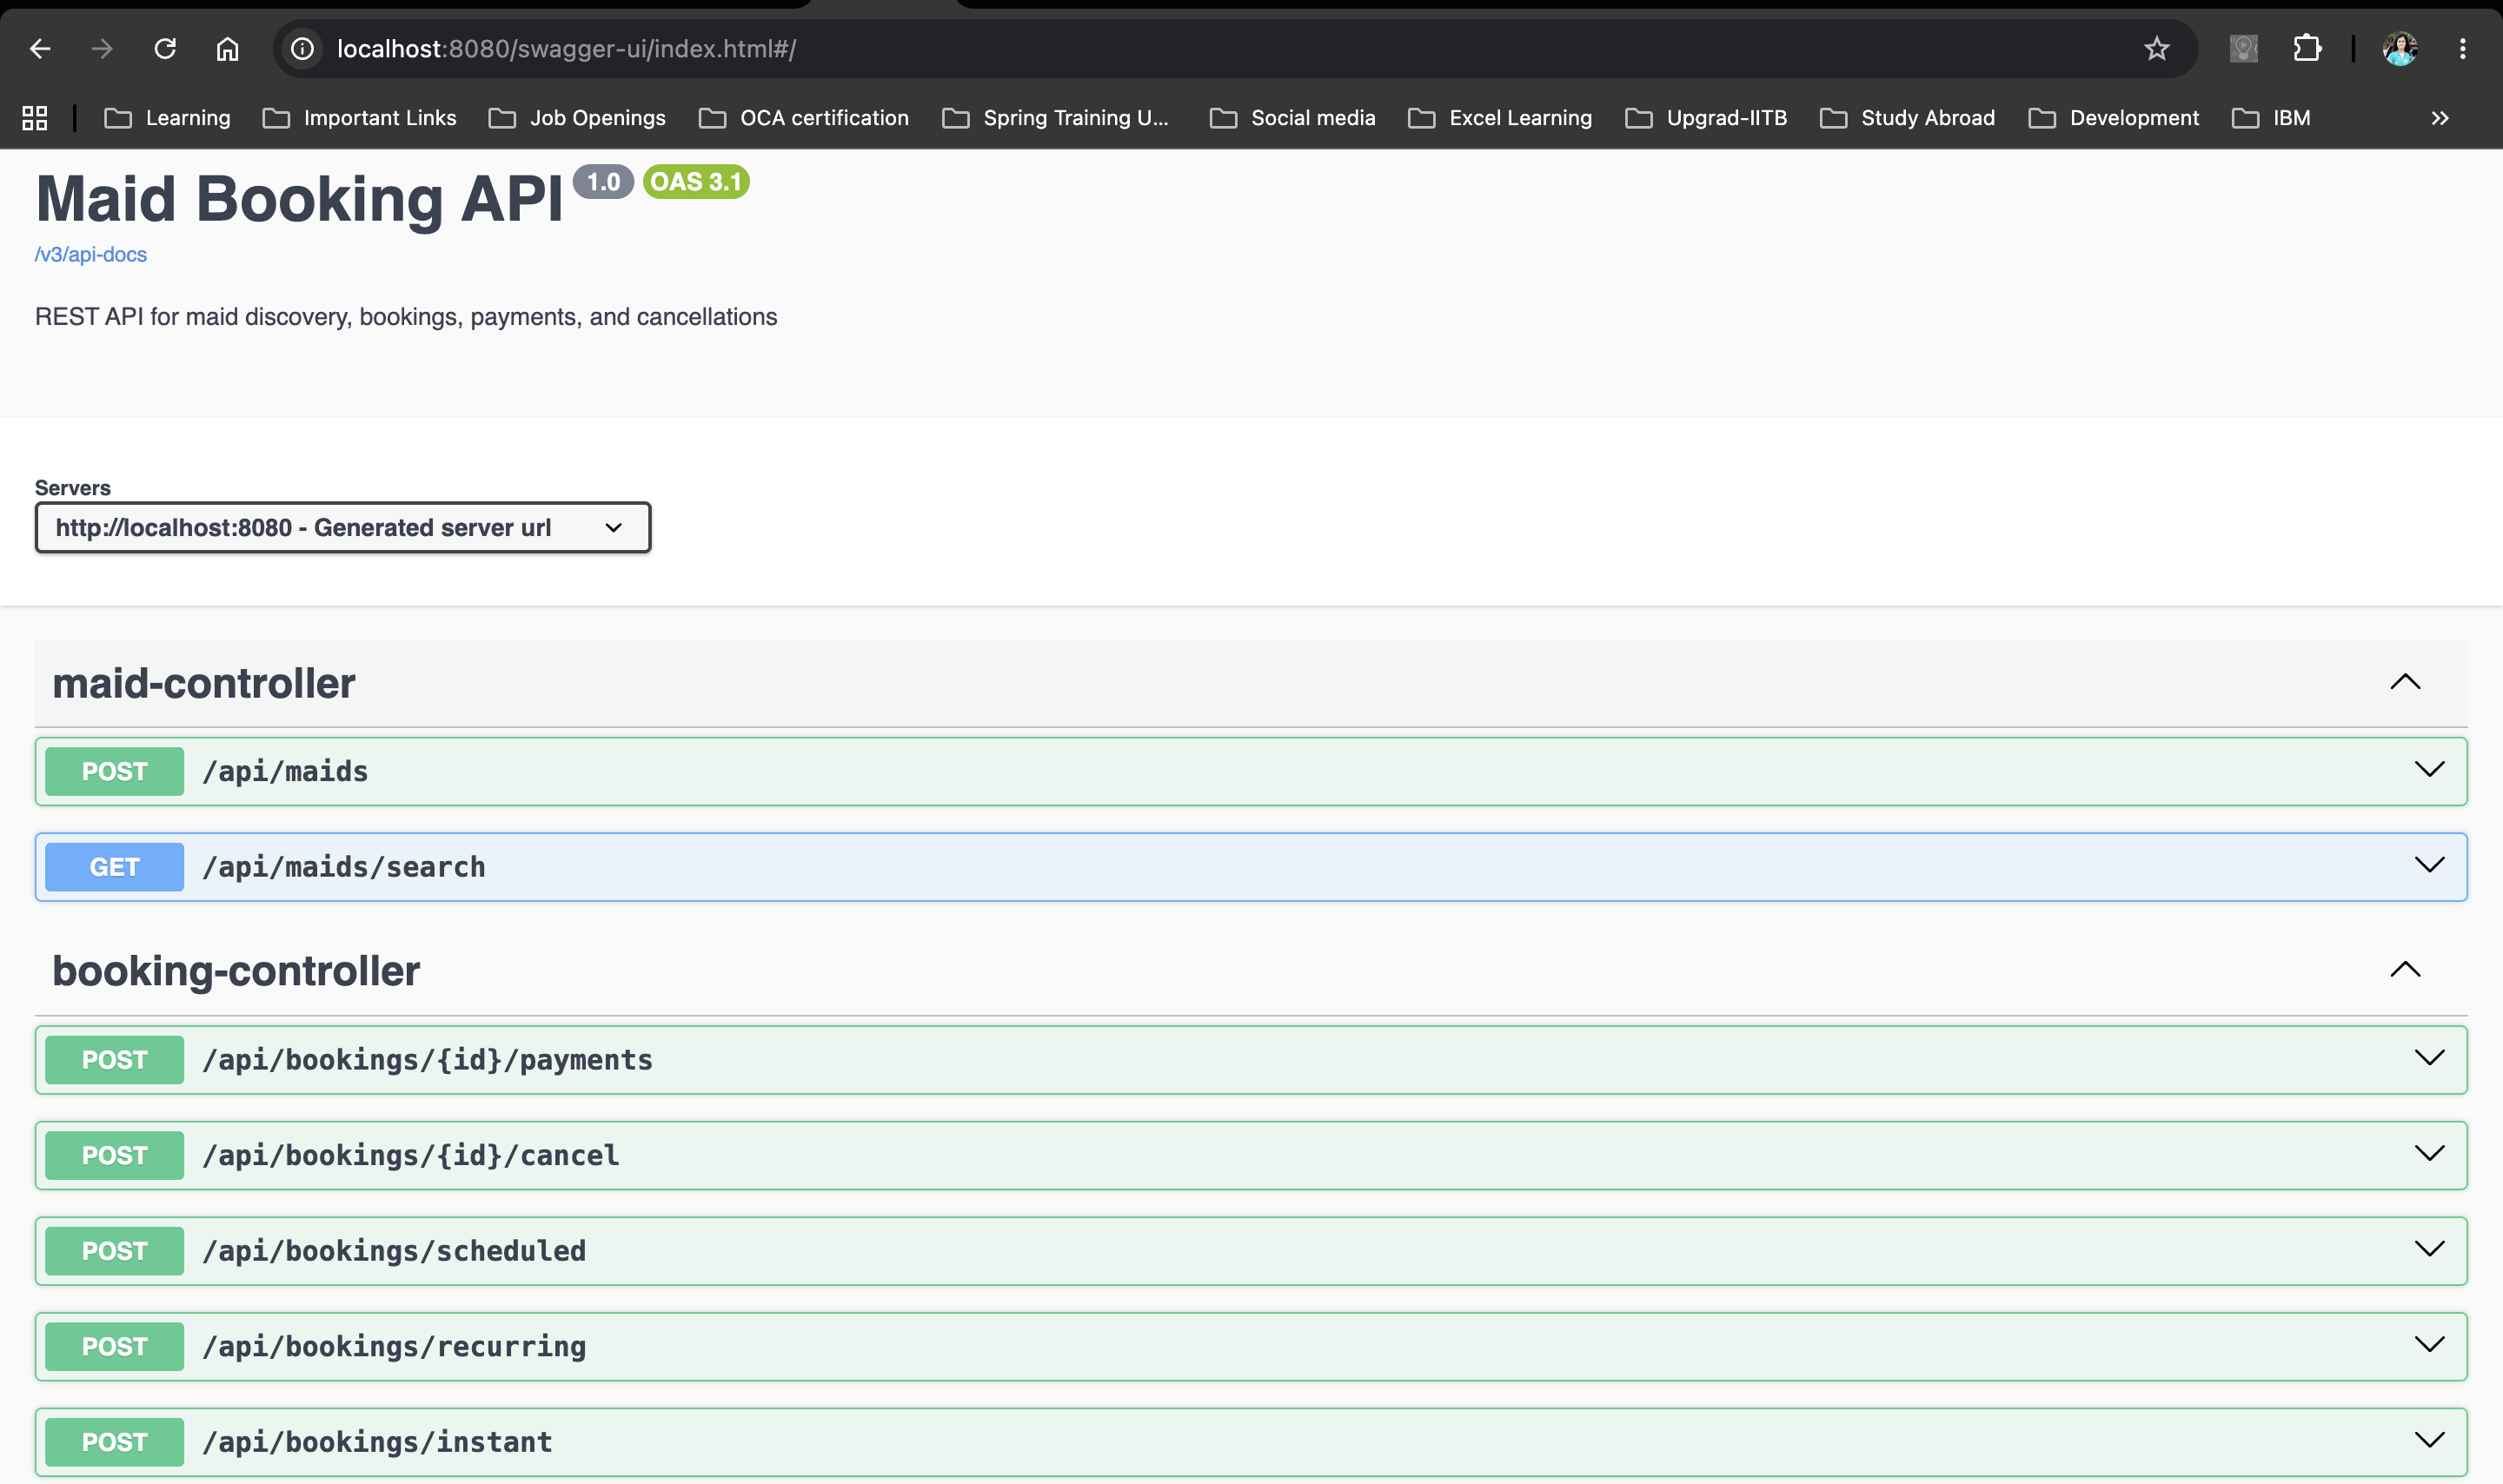 localhost:8080/swagger-ui/index.html#/
Learning Important Links Job Openings OCA certification Spring Training U... Social media Excel Learning Upgrad-IITB Study Abroad Development IBM
Maid Booking API 1.0 OAS 3.1
/v3/api-docs
REST API for maid discovery, bookings, payments, and cancellations
Servers
http://localhost:8080 - Generated server url
maid-controller
POST /api/maids
GET /api/maids/search
booking-controller
POST /api/bookings/{id}/payments
POST /api/bookings/{id}/cancel
POST /api/bookings/scheduled
POST /api/bookings/recurring
POST /api/bookings/instant